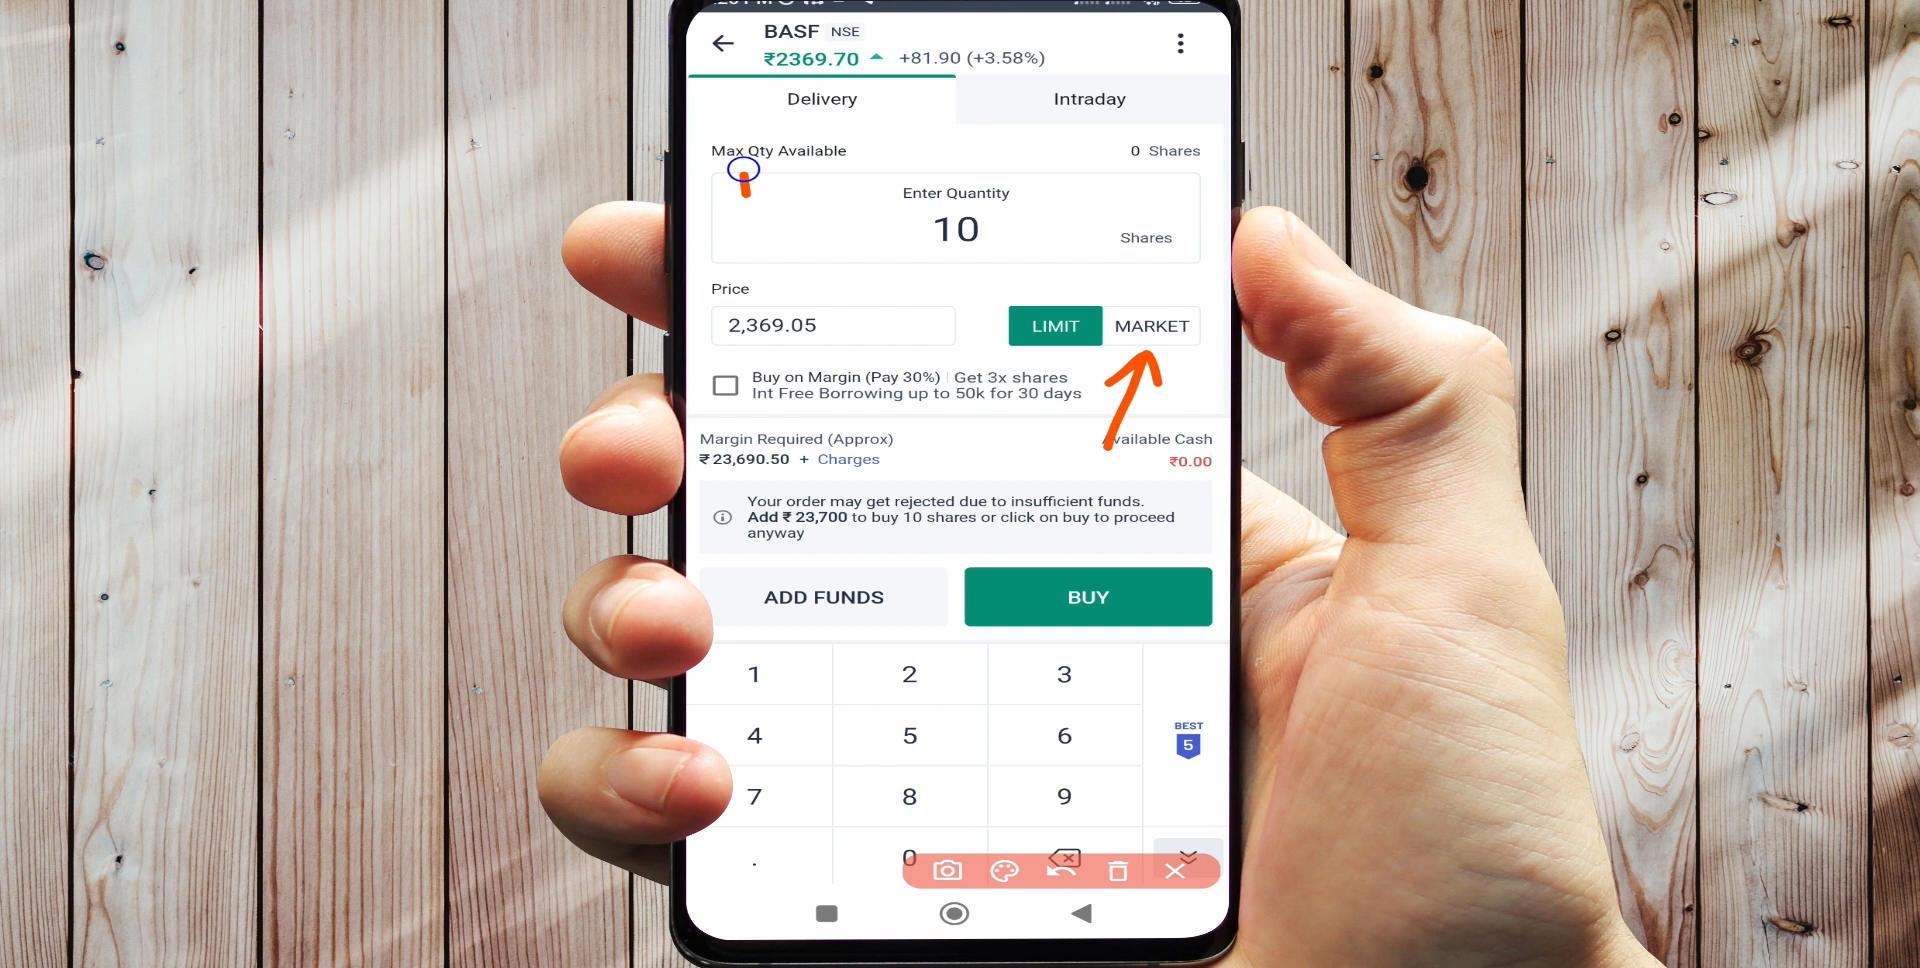 BASF NSE
₹2369.70 +81.90 (+3.58%)
Delivery Intraday
Max Qty Available 0 Shares
Enter Quantity
10
Shares
Price
2,369.05 LIMIT MARKET
Buy on Margin (Pay 30%) | Get 3x shares
Int Free Borrowing up to 50k for 30 days
Margin Required (Approx) Available Cash
₹23,690.50 + Charges ₹0.00
Your order may get rejected due to insufficient funds.
Add ₹ 23,700 to buy 10 shares or click on buy to proceed
anyway
ADD FUNDS BUY
1 2 3
BEST
5
4 5 6
7 8 9
. 0